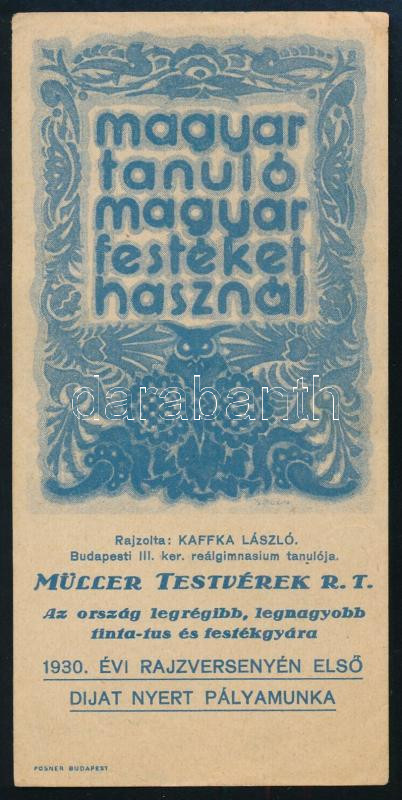 magyar
tanuló
magyar
festéket
használ
darabanth
Rajzolta: KAFFKA LÁSZLÓ.
Budapesti III. ker. reálgimnasium tanulója.
MÜLLER TESTVÉREK R. T.
Az ország legrégibb, legnagyobb
tinta-tus és festékgyára
1930. ÉVI RAJZVERSENYÉN ELSŐ
DIJAT NYERT PÁLYAMUNKA
POSNER BUDAPEST